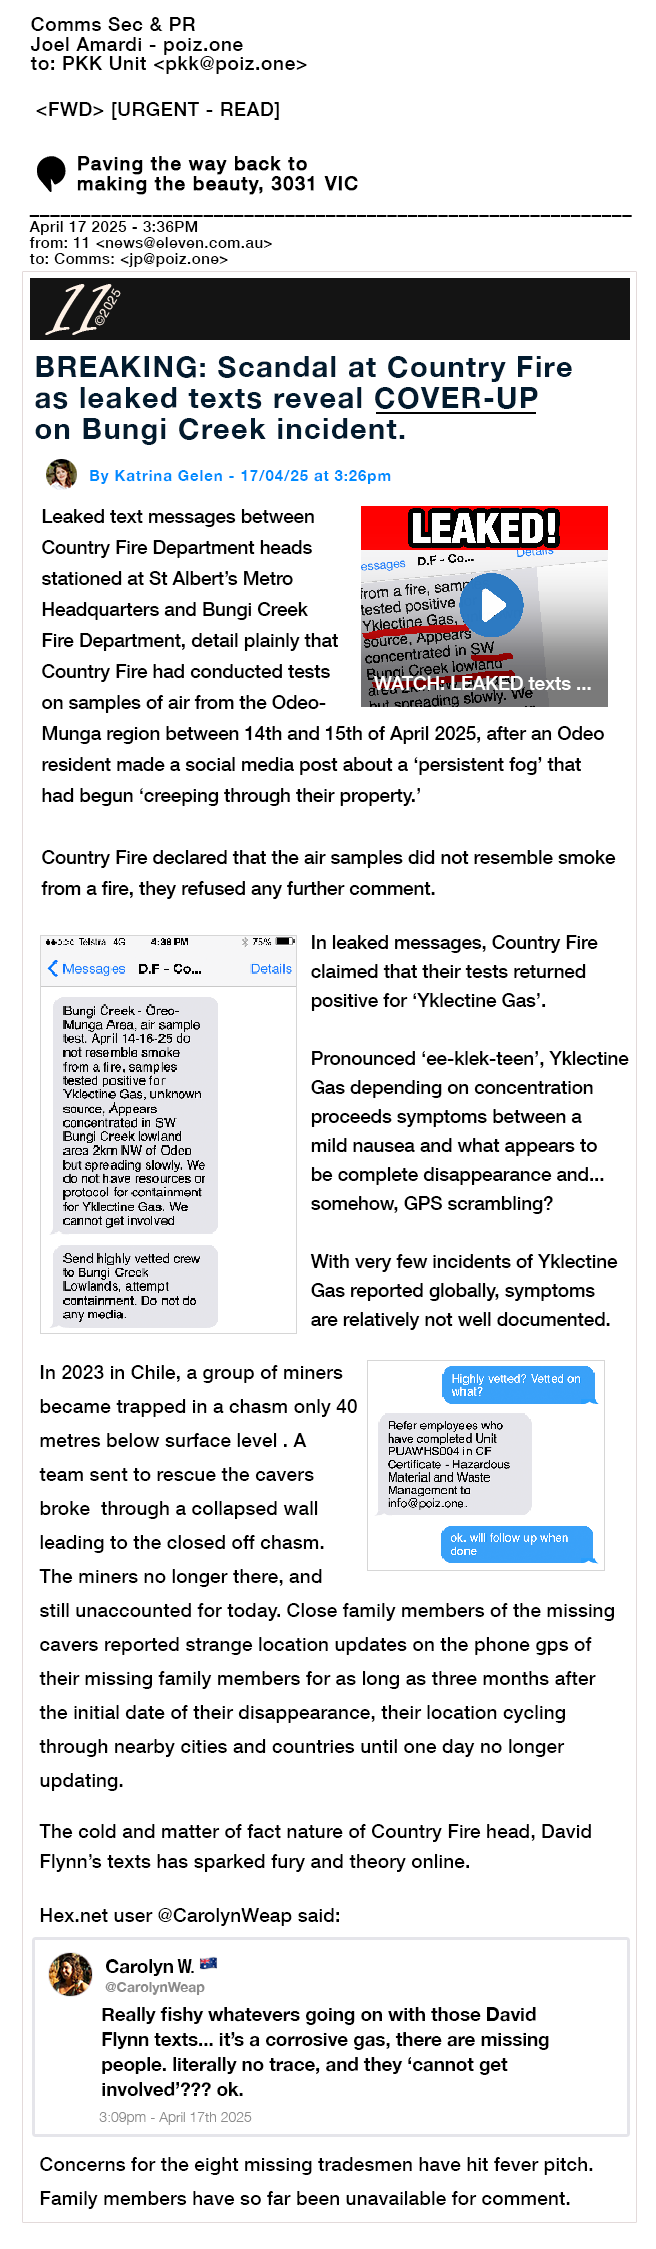 Comms Sec & PR
Joel Amardi - poiz.one
to: PKK Unit <pkk@poiz.one>
<FWD> [URGENT - READ]
Paving the way back to
making the beauty, 3031 VIC
April 17 2025 - 3:36PM
from: 11 <news@eleven.com.au>
to: Comms: <jp@poiz.one>
11 ©2025
BREAKING: Scandal at Country Fire
as leaked texts reveal COVER-UP
on Bungi Creek incident.
By Katrina Gelen - 17/04/25 at 3:26pm
Leaked text messages between
Country Fire Department heads
stationed at St Albert’s Metro
Headquarters and Bungi Creek
Fire Department, detail plainly that
Country Fire had conducted tests
on samples of air from the Odeo-
Munga region between 14th and 15th of April 2025, after an Odeo
resident made a social media post about a ‘persistent fog’ that
had begun ‘creeping through their property.’
LEAKED!
essages D.F - Co... Details
from a fire, samp
tested positive
Yklectine Gas,
source, Appears
concentrated in SW
Bungi Creek lowland
area 2k
but spreading slowly. We
WATCH: LEAKED texts ...
Country Fire declared that the air samples did not resemble smoke
from a fire, they refused any further comment.
Telstra 4G 4:38 PM 75%
Messages D.F - Co... Details
Bungi Creek - Oreo-
Munga Area, air sample
test. April 14-16-25 do
not resemble smoke
from a fire, samples
tested positive for
Yklectine Gas, unknown
source, Appears
concentrated in SW
Bungi Creek lowland
area 2km NW of Odeo
but spreading slowly. We
do not have resources or
protocol for containment
for Yklectine Gas. We
cannot get involved
Send highly vetted crew
to Bungi Creek
Lowlands, attempt
containment. Do not do
any media.
In leaked messages, Country Fire
claimed that their tests returned
positive for ‘Yklectine Gas’.
Pronounced ‘ee-klek-teen’, Yklectine
Gas depending on concentration
proceeds symptoms between a
mild nausea and what appears to
be complete disappearance and...
somehow, GPS scrambling?
With very few incidents of Yklectine
Gas reported globally, symptoms
are relatively not well documented.
In 2023 in Chile, a group of miners
became trapped in a chasm only 40
metres below surface level . A
team sent to rescue the cavers
broke  through a collapsed wall
leading to the closed off chasm.
The miners no longer there, and
still unaccounted for today. Close family members of the missing
cavers reported strange location updates on the phone gps of
their missing family members for as long as three months after
the initial date of their disappearance, their location cycling
through nearby cities and countries until one day no longer
updating.
Highly vetted? Vetted on
what?
Refer employees who
have completed Unit
PUAWHS004 in CF
Certificate - Hazardous
Material and Waste
Management to
info@poiz.one.
ok. will follow up when
done
The cold and matter of fact nature of Country Fire head, David
Flynn’s texts has sparked fury and theory online.
Hex.net user @CarolynWeap said:
Carolyn W. 🇦🇺
@CarolynWeap
Really fishy whatevers going on with those David
Flynn texts... it’s a corrosive gas, there are missing
people. literally no trace, and they ‘cannot get
involved’??? ok.
3:09pm - April 17th 2025
Concerns for the eight missing tradesmen have hit fever pitch.
Family members have so far been unavailable for comment.